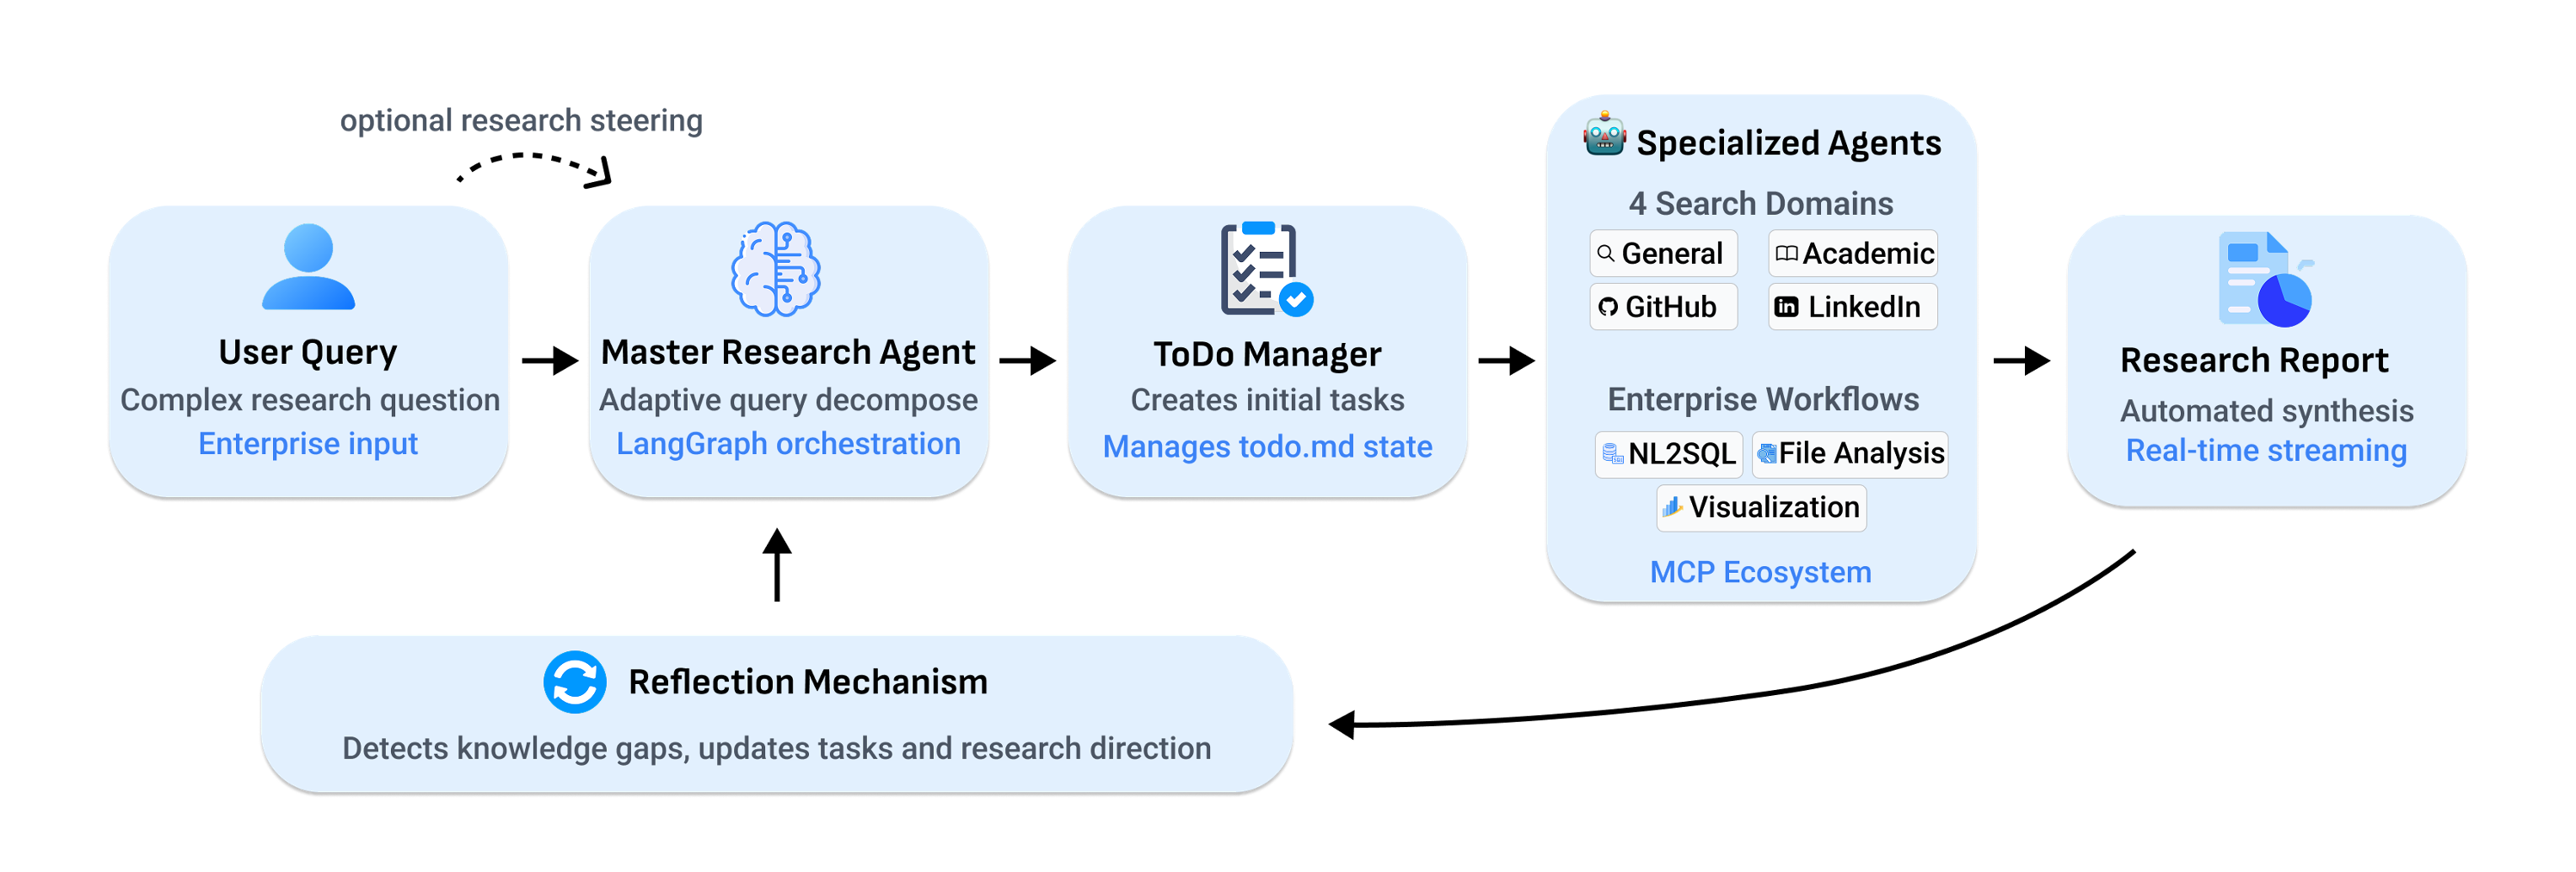 optional research steering
User Query
Complex research question
Enterprise input
Master Research Agent
Adaptive query decompose
LangGraph orchestration
ToDo Manager
Creates initial tasks
Manages todo.md state
Specialized Agents
4 Search Domains
General
Academic
GitHub
LinkedIn
Enterprise Workflows
NL2SQL
File Analysis
Visualization
MCP Ecosystem
Research Report
Automated synthesis
Real-time streaming
Reflection Mechanism
Detects knowledge gaps, updates tasks and research direction